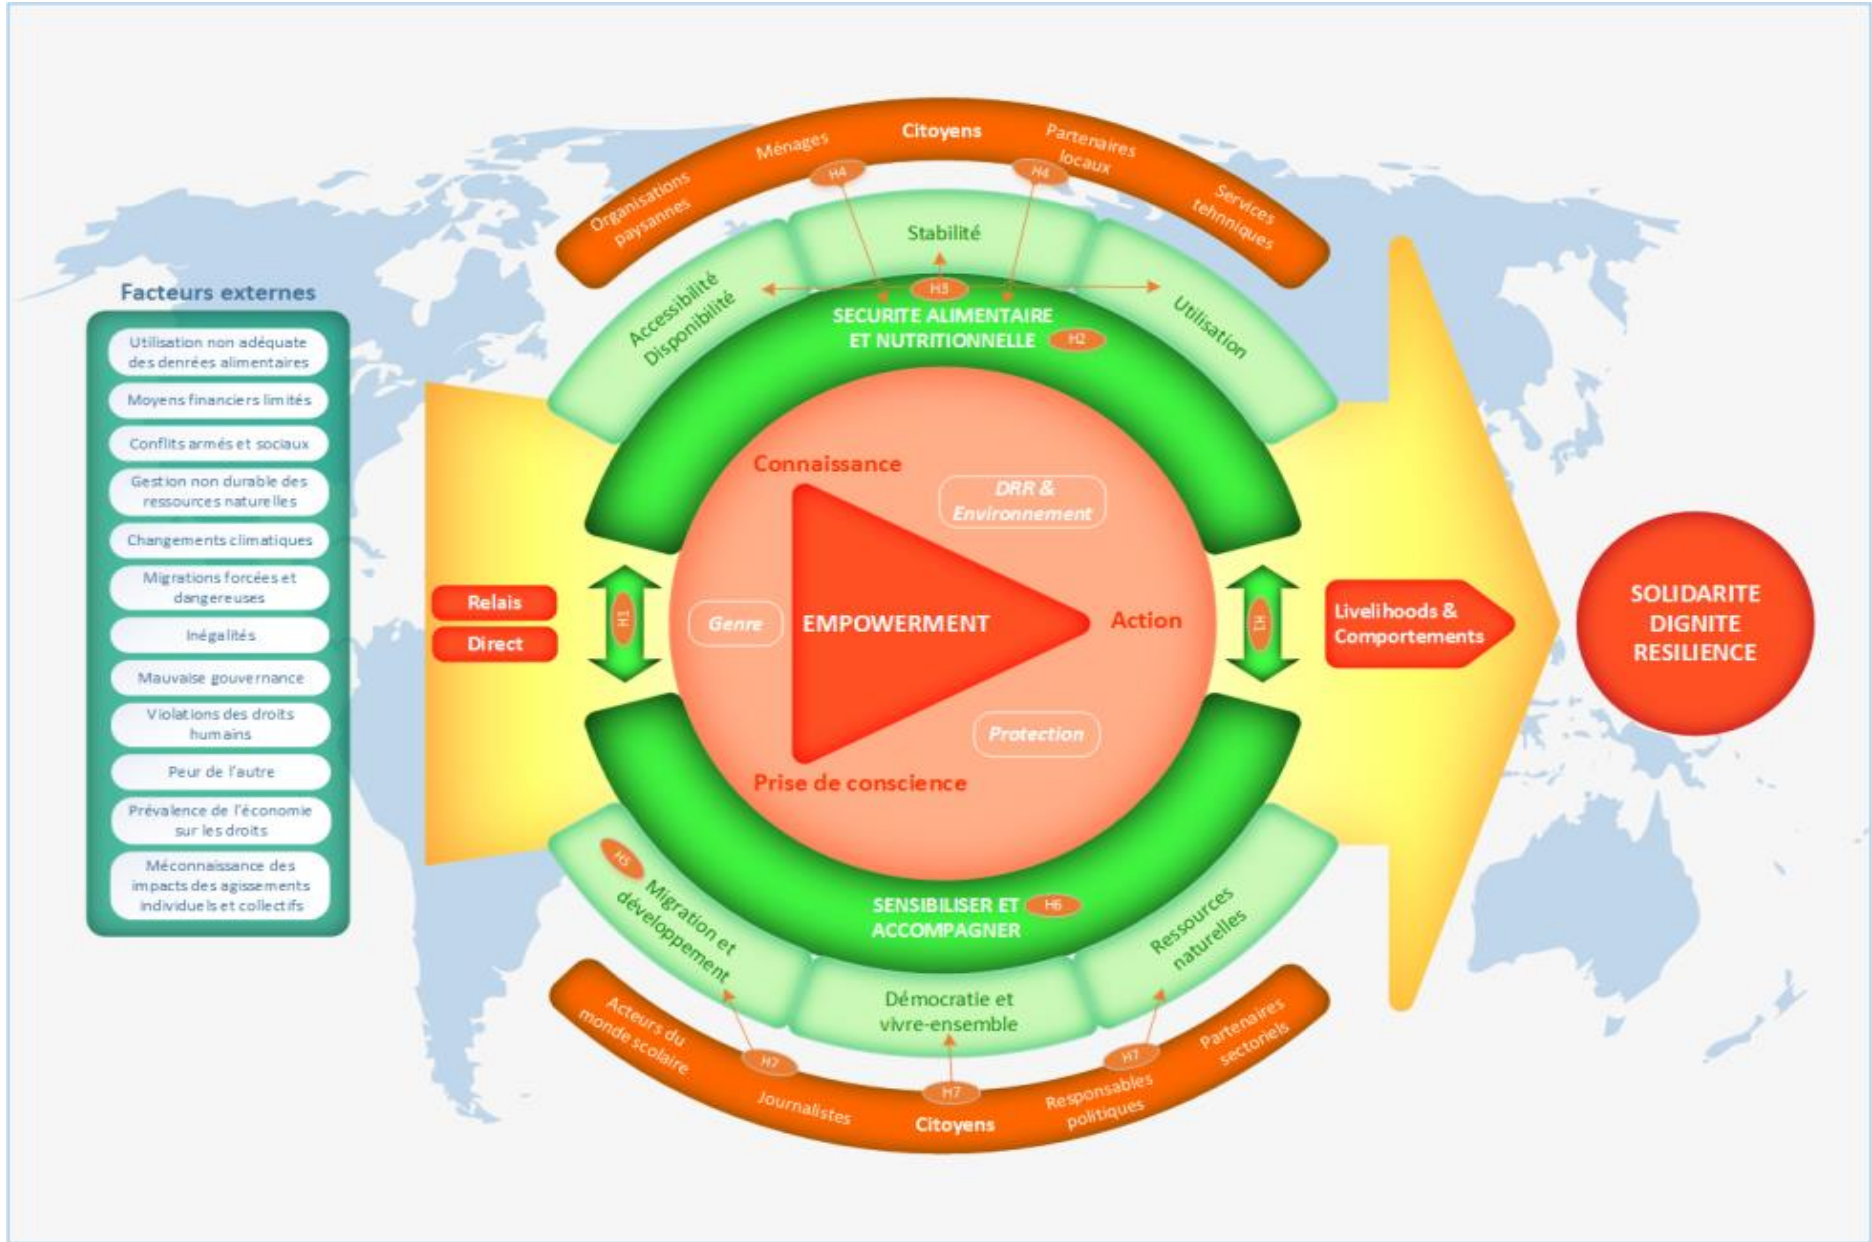 Citoyens
Ménages
Partenaires
locaux
Organisations
paysannes
Services
tehnniques
H4
H4
Stabilité
Accessibilité
Disponibilité
Utilisation
H3
SECURITE ALIMENTAIRE
ET NUTRITIONNELLE
H2
Facteurs externes
Utilisation non adéquate
des denrées alimentaires
Moyens financiers limités
Conflits armés et sociaux
Gestion non durable des
ressources naturelles
Changements climatiques
Migrations forcées et
dangereuses
Inégalités
Mauvaise gouvernance
Violations des droits
humains
Peur de l'autre
Prévalence de l'économie
sur les droits
Méconnaissance des
impacts des agissements
individuels et collectifs
Relais
Direct
H1
Connaissance
DRR &
Environnement
Genre
EMPOWERMENT
Action
Protection
Prise de conscience
H1
Livelihoods &
Comportements
SOLIDARITE
DIGNITE
RESILIENCE
SENSIBILISER ET
ACCOMPAGNER
H6
H5
Migration et
développement
Démocratie et
vivre-ensemble
Ressources
naturelles
H7
H7
H7
Acteurs du
monde scolaire
Journalistes
Citoyens
Responsables
politiques
Partenaires
sectoriels